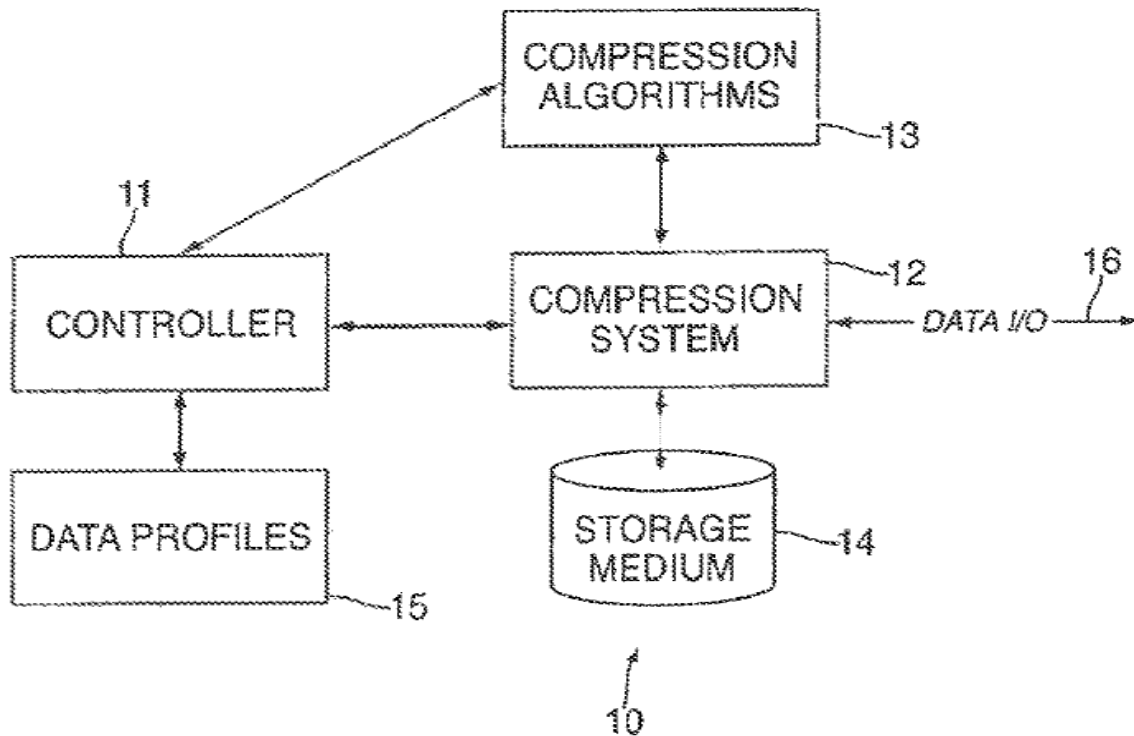 COMPRESSION
ALGORITHMS
13
11
CONTROLLER
COMPRESSION
SYSTEM
12
16
DATA I/O
DATA PROFILES
15
STORAGE
MEDIUM
14
10